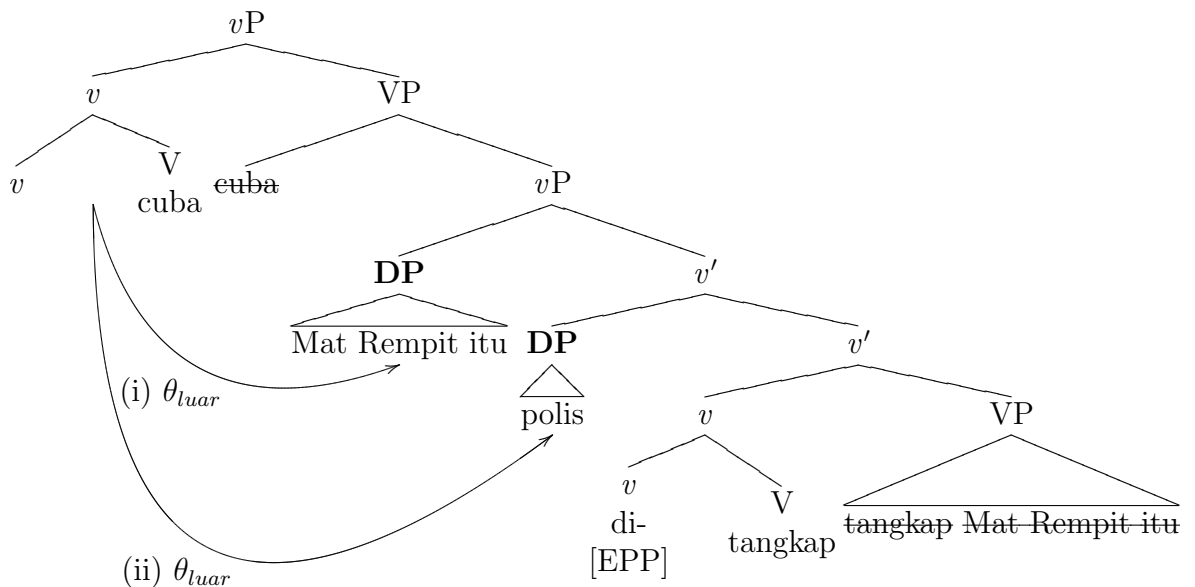 vP
v VP
v V cuba vP
cuba
DP v′
Mat Rempit itu DP v′
(i) θluar
polis v VP
v V tangkap Mat Rempit itu
di- tangkap
[EPP]
(ii) θluar